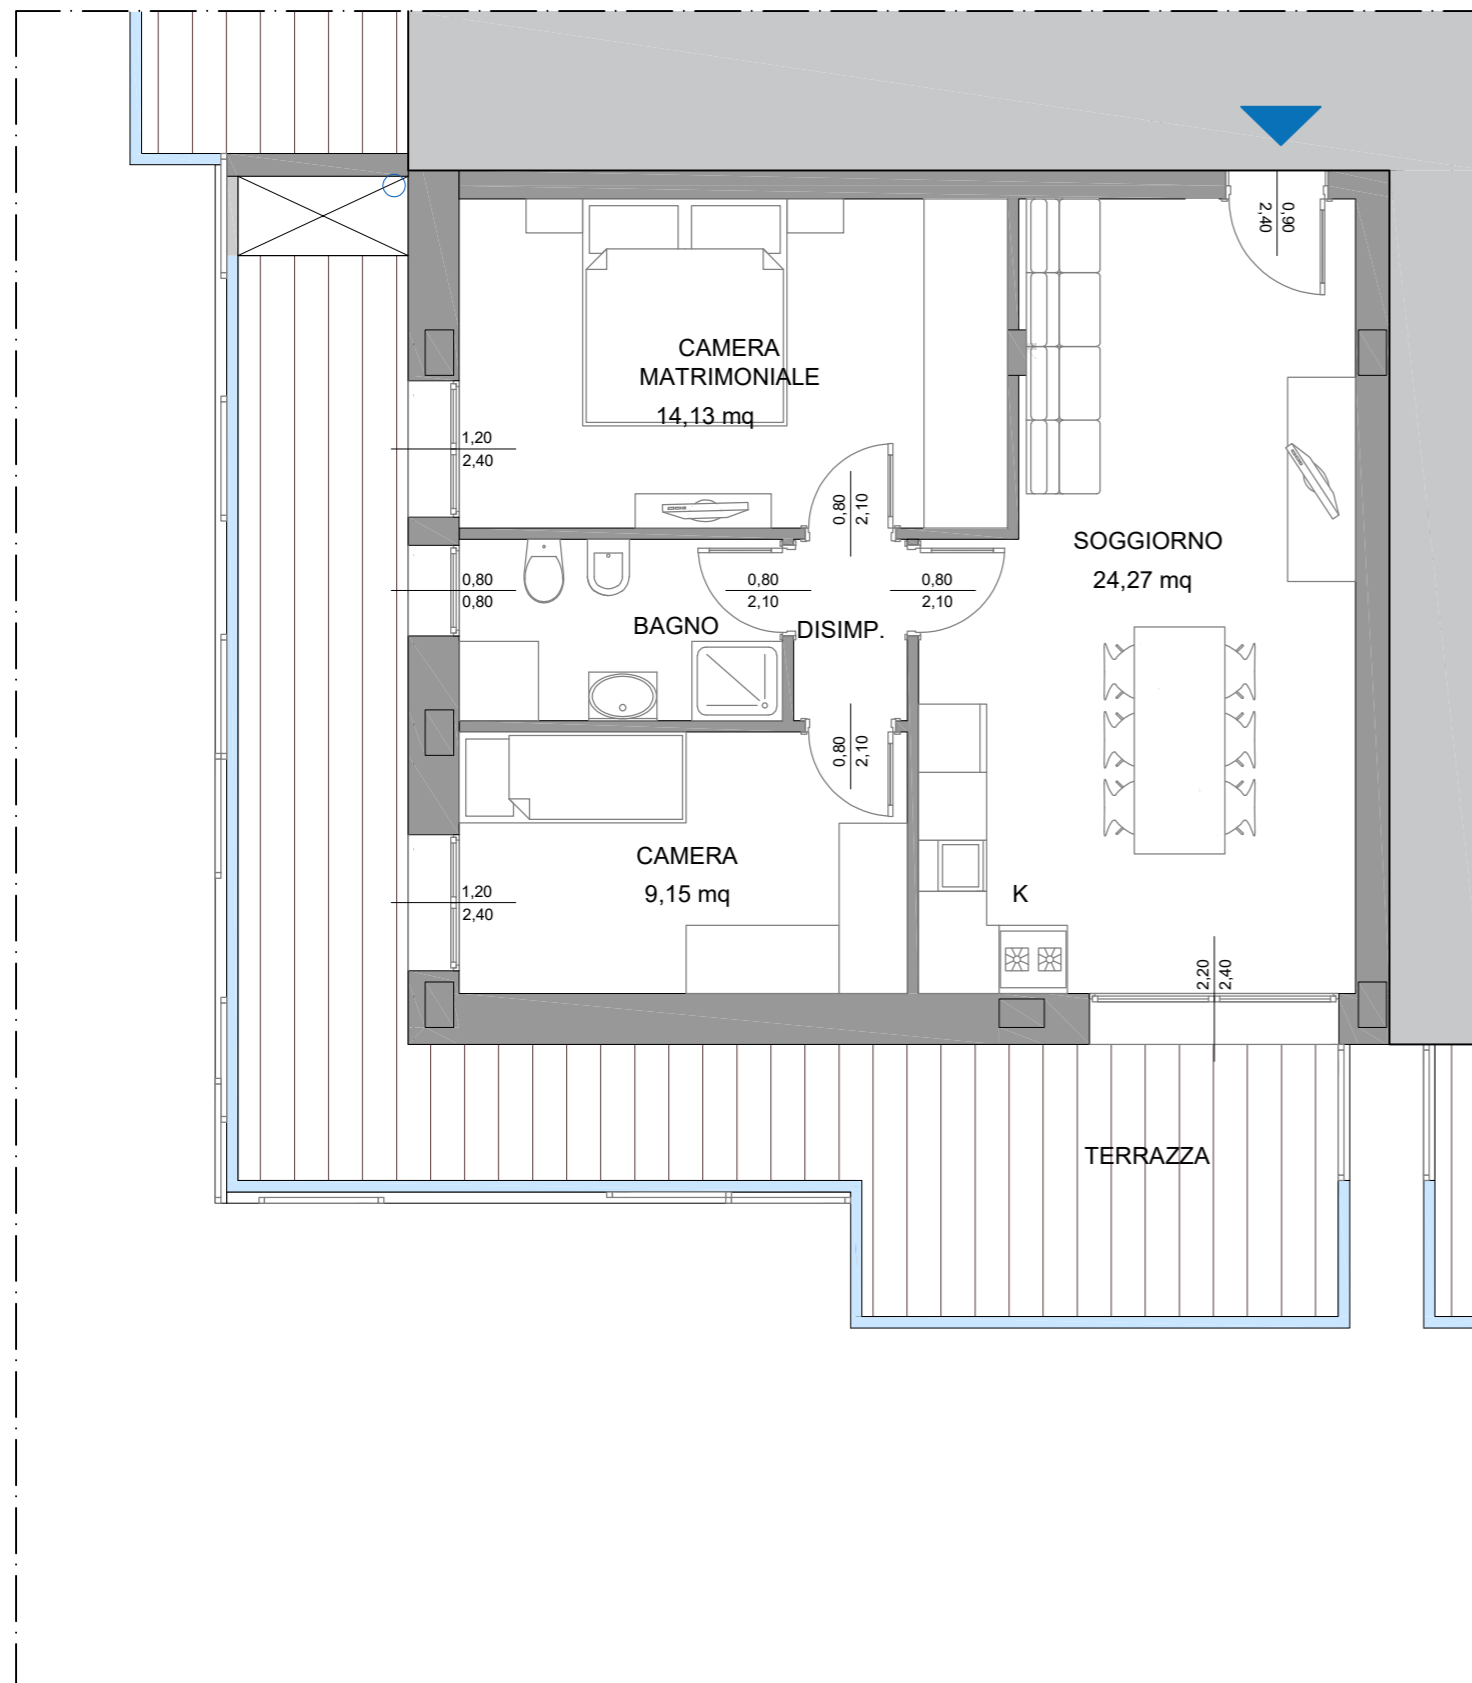 0,90
2,40
CAMERA
MATRIMONIALE
14,13 mq
1,20
2,40
0,80
2,10
SOGGIORNO
24,27 mq
0,80
0,80
0,80
2,10
0,80
2,10
BAGNO
DISIMP.
0,80
2,10
CAMERA
9,15 mq
1,20
2,40
K
2,20
2,40
TERRAZZA